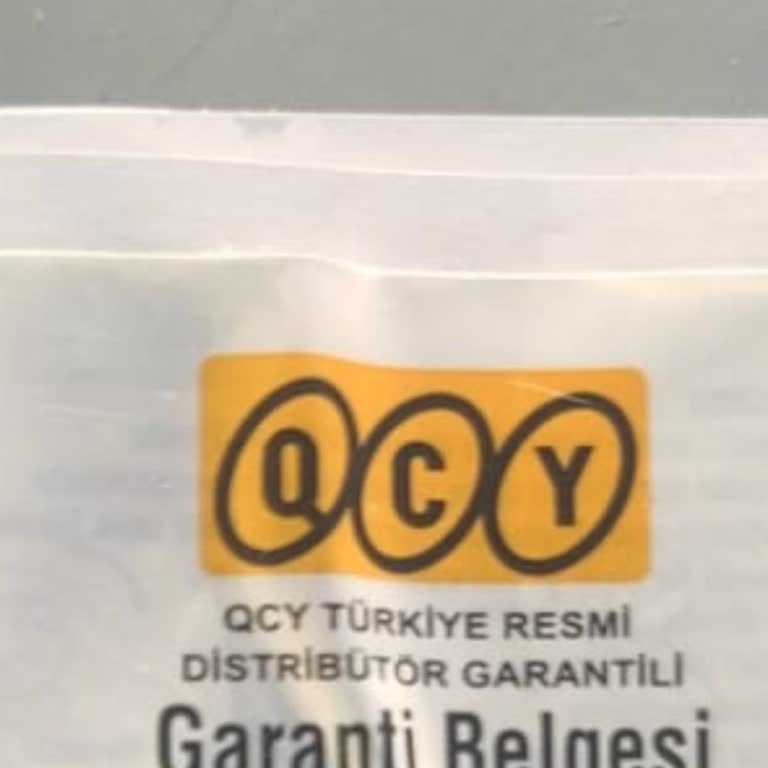 QCY
QCY TÜRKİYE RESMİ
DİSTRİBÜTÖR GARANTİLİ
Garanti Belgesi